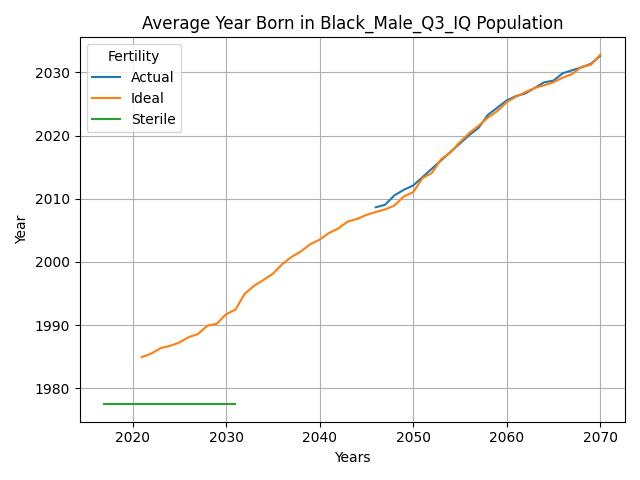 Average Year Born in Black_Male_Q3_IQ Population
Fertility
Actual
Ideal
Sterile
Year
2030
2020
2010
2000
1990
1980
2020 2030 2040 2050 2060 2070
Years